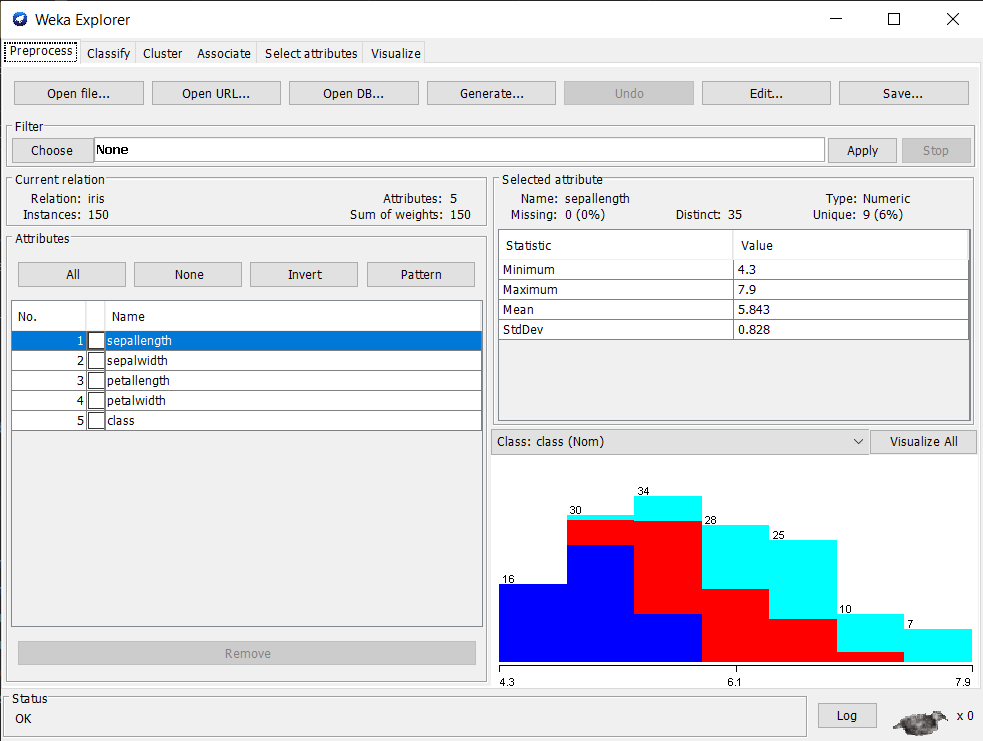 Weka Explorer
Preprocess Classify Cluster Associate Select attributes Visualize
Open file... Open URL... Open DB... Generate... Undo Edit... Save...
Filter
Choose None Apply Stop
Current relation
Relation: iris Attributes: 5
Instances: 150 Sum of weights: 150
Attributes
All None Invert Pattern
No. Name
1 sepallength
2 sepalwidth
3 petallength
4 petalwidth
5 class
Remove
Selected attribute
Name: sepallength Type: Numeric
Missing: 0 (0%) Distinct: 35 Unique: 9 (6%)
Statistic Value
Minimum 4.3
Maximum 7.9
Mean 5.843
StdDev 0.828
Class: class (Nom) Visualize All
16 30 34 28 25 10 7
4.3 6.1 7.9
Status
OK Log x 0